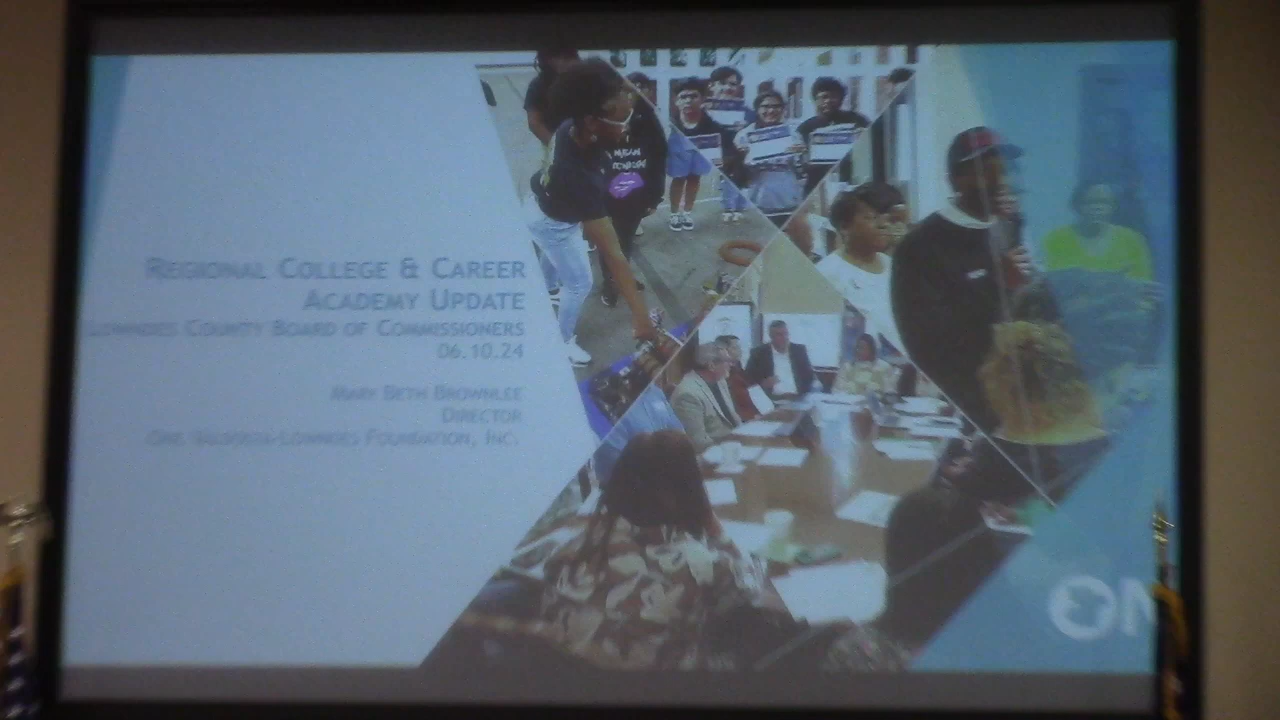 REGIONAL COLLEGE & CAREER
ACADEMY UPDATE
LOWNDES COUNTY BOARD OF COMMISSIONERS
06.10.24
MARY BETH BROWNLEE
DIRECTOR
ONE VALDOSTA-LOWNDES FOUNDATION, INC.
ON